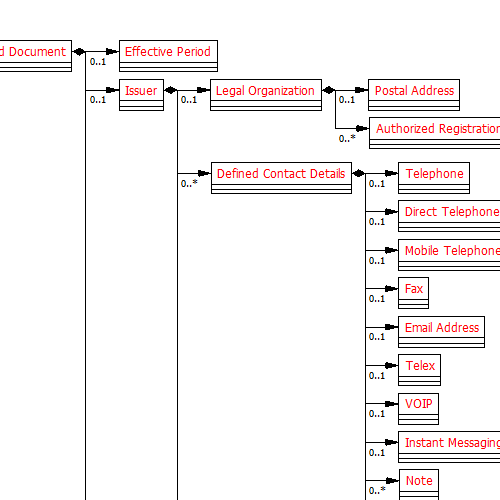 d Document
Effective Period
0..1
Issuer
Legal Organization
Postal Address
0..1
0..1
0..1
Authorized Registration
0..*
Defined Contact Details
Telephone
0..*
0..1
Direct Telephone
0..1
Mobile Telephone
0..1
Fax
0..1
Email Address
0..1
Telex
0..1
VOIP
0..1
Instant Messaging
0..1
Note
0..*